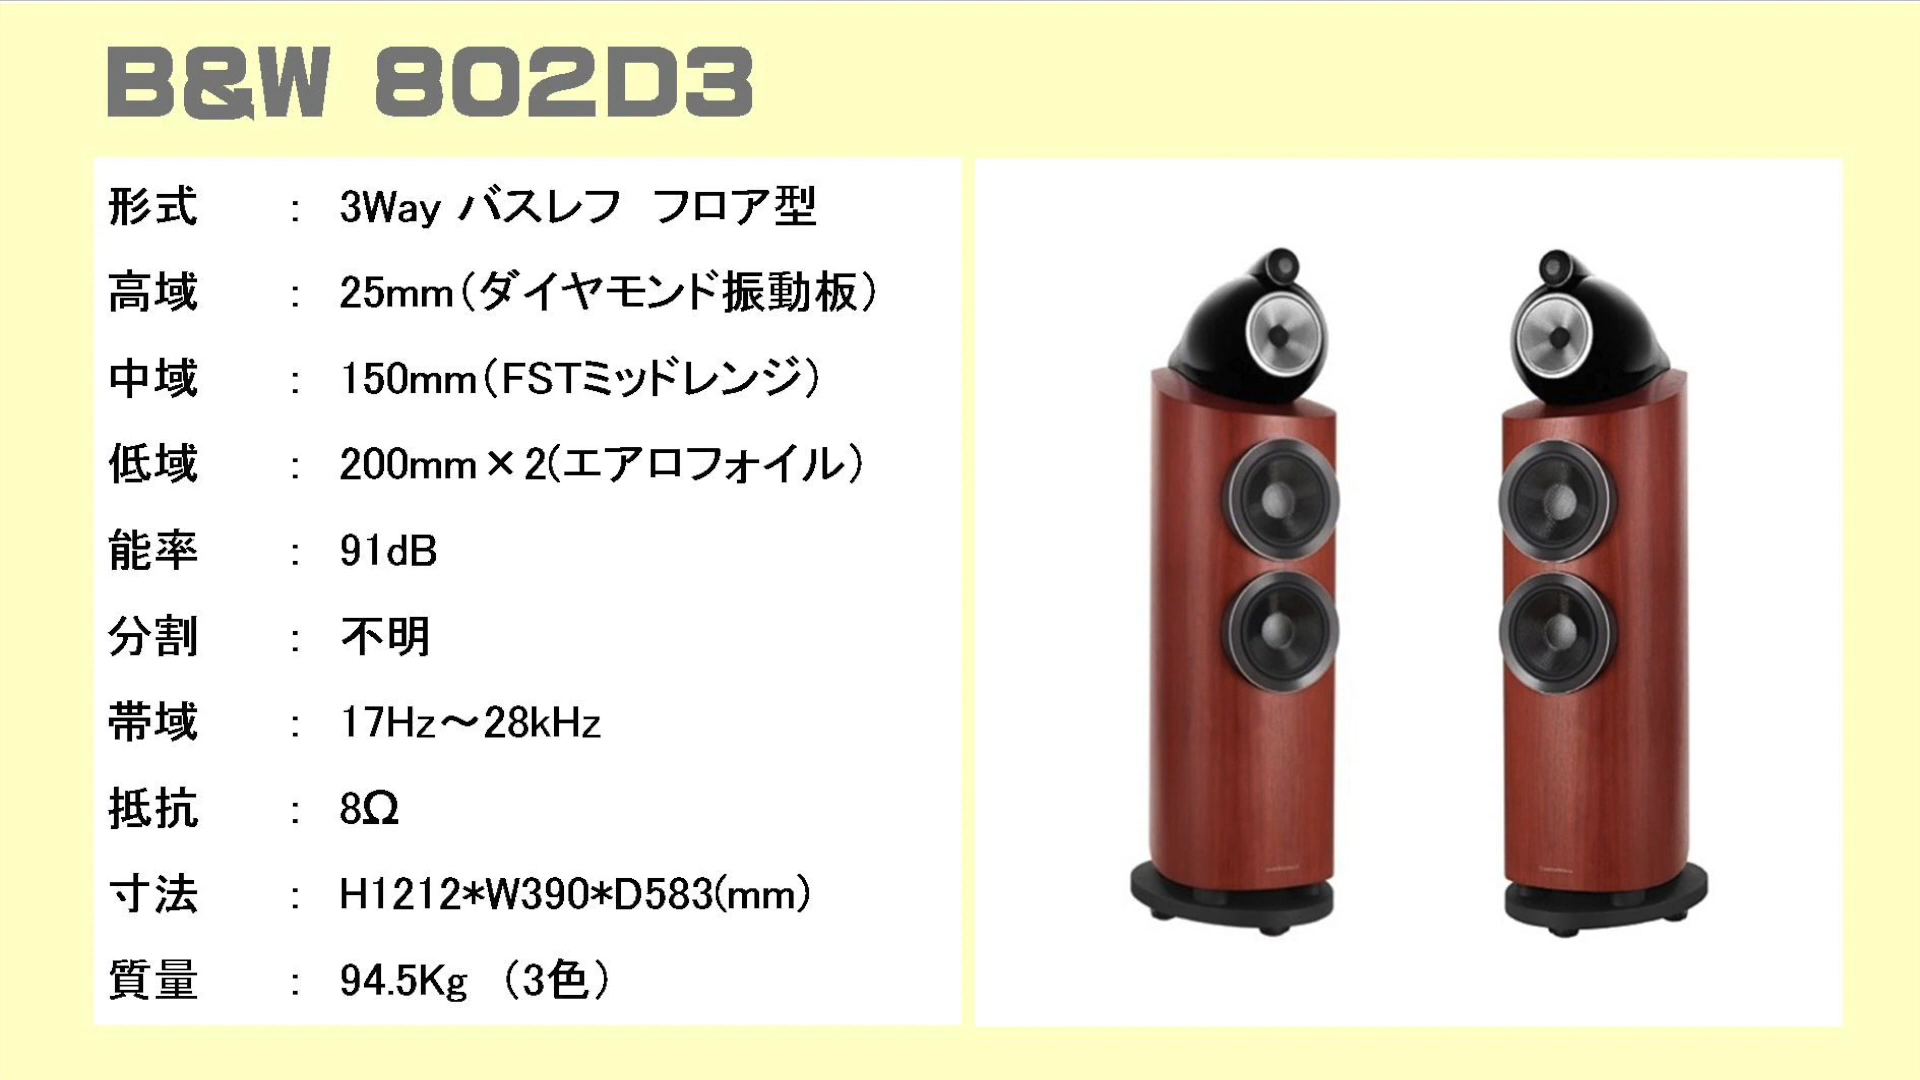 B&W 802D3
形式 : 3Way バスレフ フロア型
高域 : 25mm（ダイヤモンド振動板）
中域 : 150mm（FSTミッドレンジ）
低域 : 200mm×2(エアロフォイル）
能率 : 91dB
分割 : 不明
帯域 : 17Hz～28kHz
抵抗 : 8Ω
寸法 : H1212*W390*D583(mm)
質量 : 94.5Kg （3色）